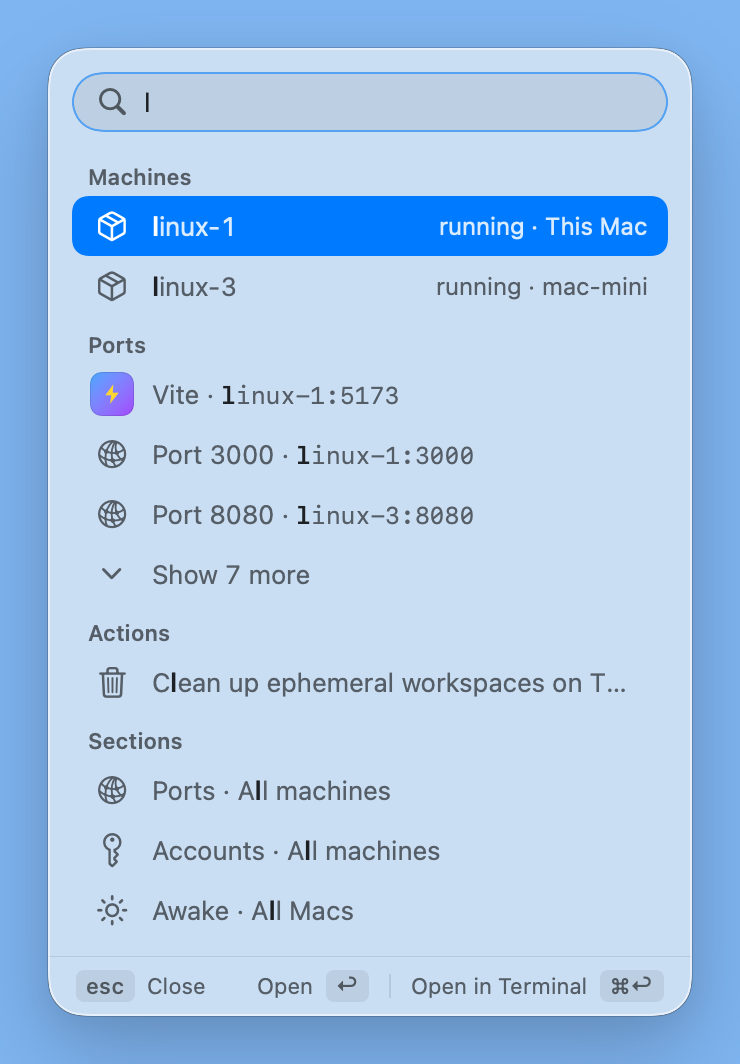 l
Machines
linux-1 running · This Mac
linux-3 running · mac-mini
Ports
Vite · linux-1:5173
Port 3000 · linux-1:3000
Port 8080 · linux-3:8080
Show 7 more
Actions
Clean up ephemeral workspaces on T...
Sections
Ports · All machines
Accounts · All machines
Awake · All Macs
esc Close Open ↩ Open in Terminal ⌘↩